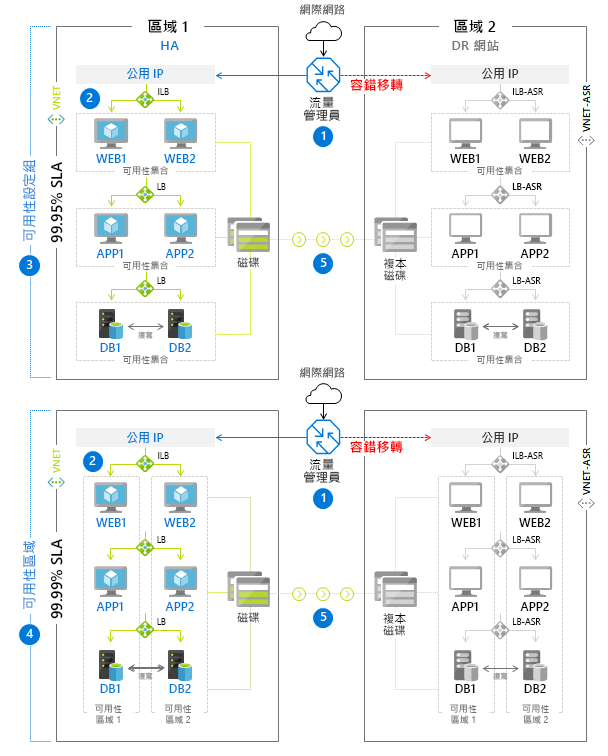 網際網路
區域 1
HA
區域 2
DR 網站
公用 IP
公用 IP
容錯移轉
流量
管理員
1
2
ILB
ILB-ASR
VNET
VNET-ASR
WEB1
WEB2
WEB1
WEB2
可用性集合
可用性集合
LB
LB-ASR
3
可用性設定組
99.95% SLA
APP1
APP2
APP1
APP2
可用性集合
可用性集合
磁碟
5
複本
磁碟
LB
LB-ASR
複寫
複寫
DB1
DB2
DB1
DB2
可用性集合
可用性集合
網際網路
公用 IP
公用 IP
容錯移轉
流量
管理員
1
2
ILB
ILB-ASR
VNET
VNET-ASR
WEB1
WEB2
WEB1
WEB2
LB
LB-ASR
4
可用性區域
99.99% SLA
APP1
APP2
APP1
APP2
磁碟
5
複本
磁碟
LB
LB-ASR
複寫
複寫
DB1
DB2
DB1
DB2
可用性
區域 1
可用性
區域 2
可用性
區域 1
可用性
區域 2